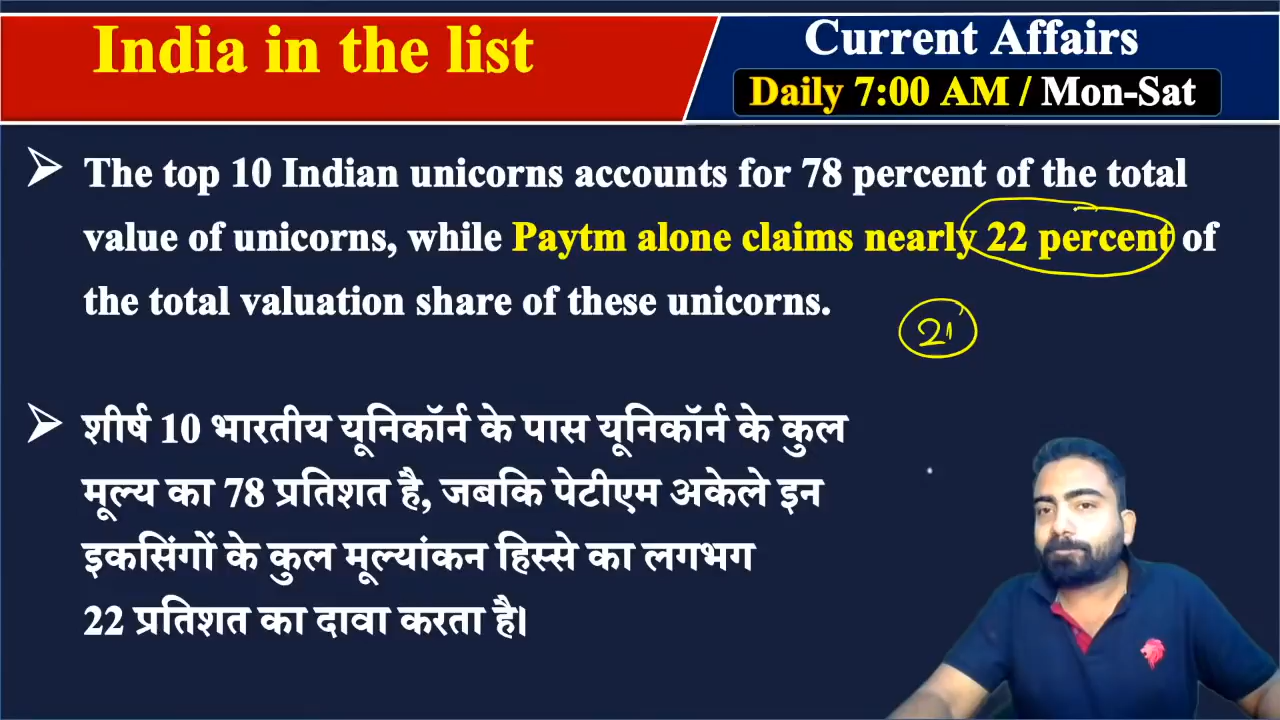 India in the list
Current Affairs
Daily 7:00 AM / Mon-Sat
The top 10 Indian unicorns accounts for 78 percent of the total
value of unicorns, while Paytm alone claims nearly 22 percent of
the total valuation share of these unicorns.
21
शीर्ष 10 भारतीय यूनिकॉर्न के पास यूनिकॉर्न के कुल
मूल्य का 78 प्रतिशत है, जबकि पेटीएम अकेले इन
इकसिंगों के कुल मूल्यांकन हिस्से का लगभग
22 प्रतिशत का दावा करता है।